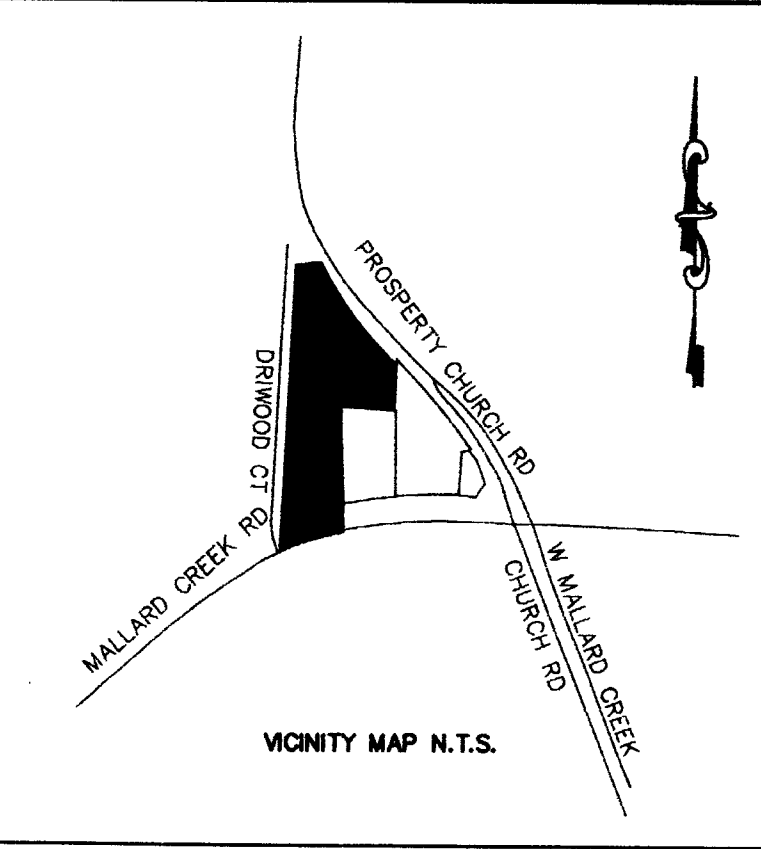 PROSPERTY CHURCH RD
DRIWOOD CT
MALLARD CREEK RD
W MALLARD CREEK
CHURCH RD
VICINITY MAP N.T.S.